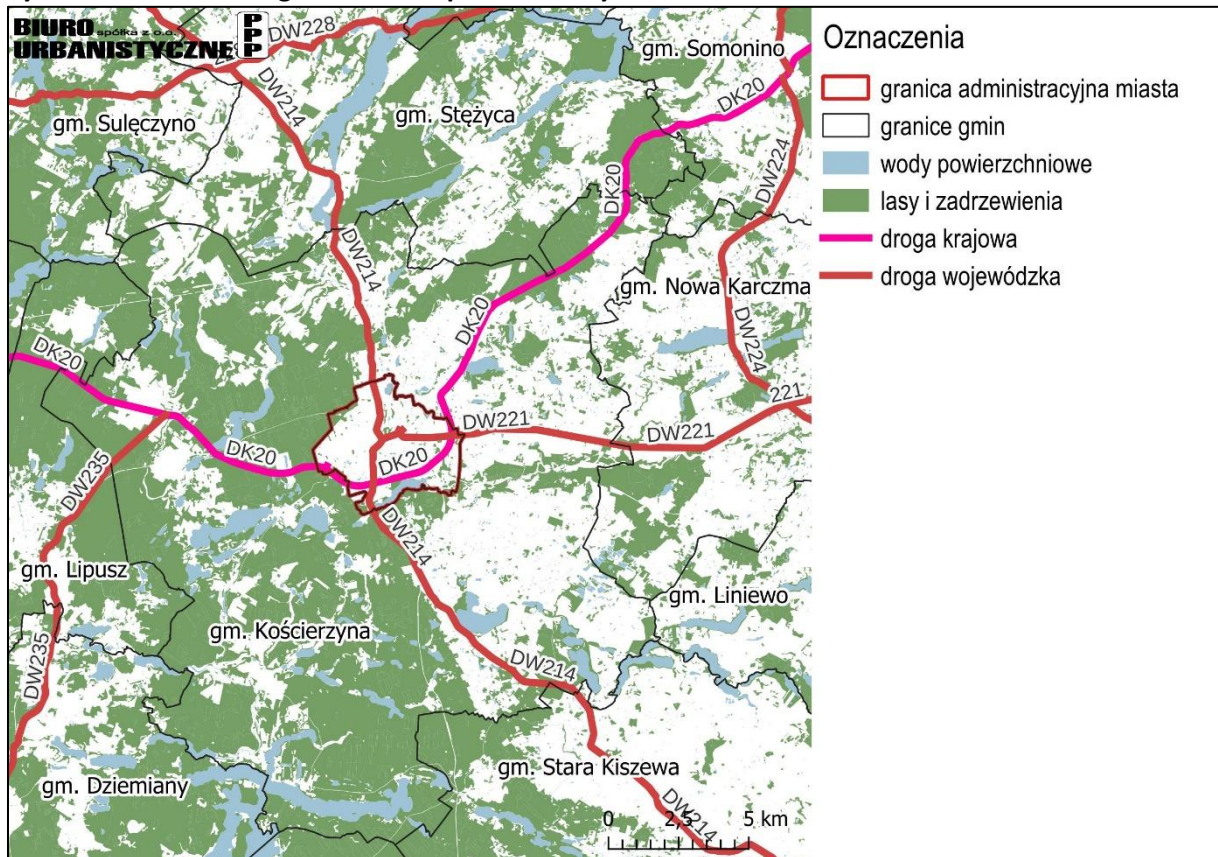 BIURO spółka z o.o.
URBANISTYCZNE PPP
DW228
DW214
gm. Somonino
DK20
gm. Sulęczyno
gm. Stężyca
DW224
DK20
DW214
gm. Nowa Karczma
DK20
DW224
DK20
221
DW221
DW221
DK20
DK20
DW235
DW214
gm. Lipusz
gm. Liniewo
gm. Kościerzyna
DW235
DW214
gm. Stara Kiszewa
gm. Dziemiany
DW214
0 2,5 5 km
Oznaczenia
granica administracyjna miasta
granice gmin
wody powierzchniowe
lasy i zadrzewienia
droga krajowa
droga wojewódzka